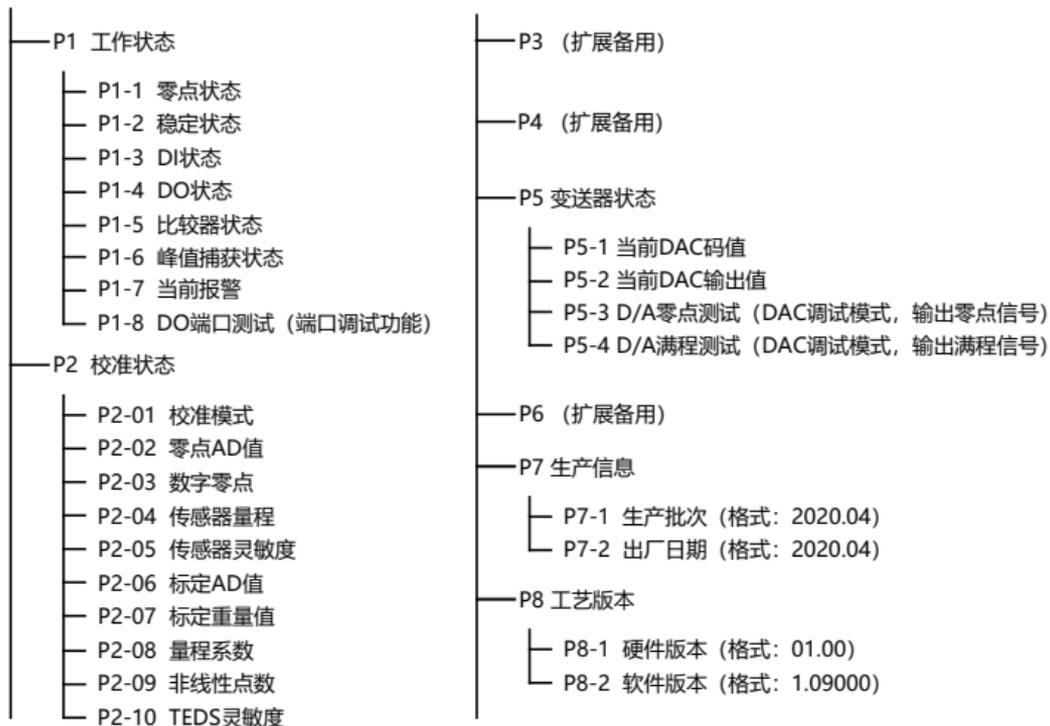 P1 工作状态
P1-1 零点状态
P1-2 稳定状态
P1-3 DI状态
P1-4 DO状态
P1-5 比较器状态
P1-6 峰值捕获状态
P1-7 当前报警
P1-8 DO端口测试（端口调试功能）
P2 校准状态
P2-01 校准模式
P2-02 零点AD值
P2-03 数字零点
P2-04 传感器量程
P2-05 传感器灵敏度
P2-06 标定AD值
P2-07 标定重量值
P2-08 量程系数
P2-09 非线性点数
P2-10 TEDS灵敏度
P3 （扩展备用）
P4 （扩展备用）
P5 变送器状态
P5-1 当前DAC码值
P5-2 当前DAC输出值
P5-3 D/A零点测试（DAC调试模式，输出零点信号）
P5-4 D/A满程测试（DAC调试模式，输出满程信号）
P6 （扩展备用）
P7 生产信息
P7-1 生产批次（格式：2020.04）
P7-2 出厂日期（格式：2020.04）
P8 工艺版本
P8-1 硬件版本（格式：01.00）
P8-2 软件版本（格式：1.09000）